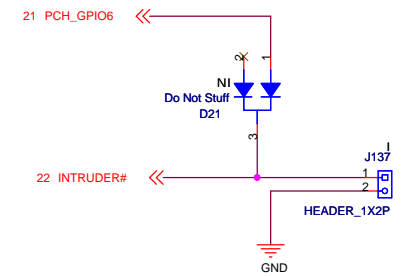 21 PCH_GPIO6
2 1
NI
Do Not Stuff
D21
3
I
J137
22 INTRUDER#
1
2
HEADER_1X2P
GND